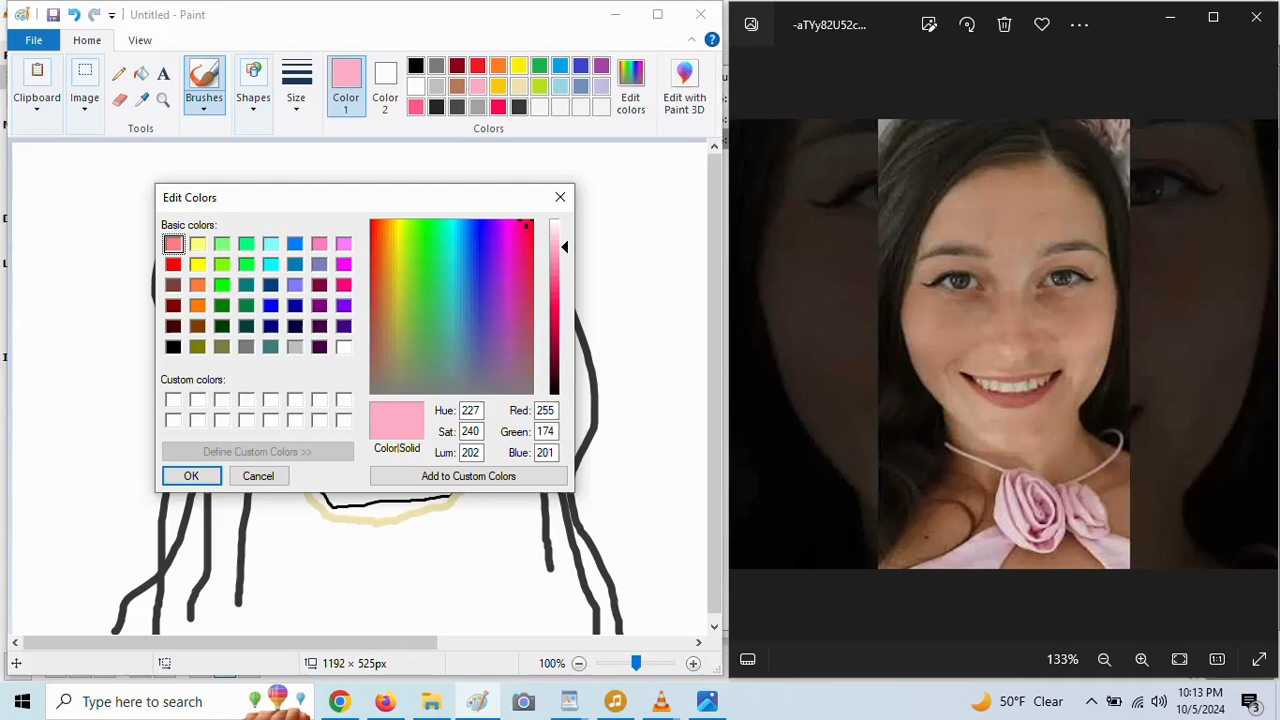 Untitled - Paint
-aTYy82U52c...
File
Home
View
Clipboard
Image
Tools
Brushes
Shapes
Size
Color 1
Color 2
Colors
Edit colors
Edit with Paint 3D
Edit Colors
Basic colors:
Custom colors:
Define Custom Colors >>
OK
Cancel
Color|Solid
Hue: 227
Sat: 240
Lum: 202
Red: 255
Green: 174
Blue: 201
Add to Custom Colors
1192 × 525px
100%
133%
Type here to search
50°F Clear
10:13 PM
10/5/2024
3